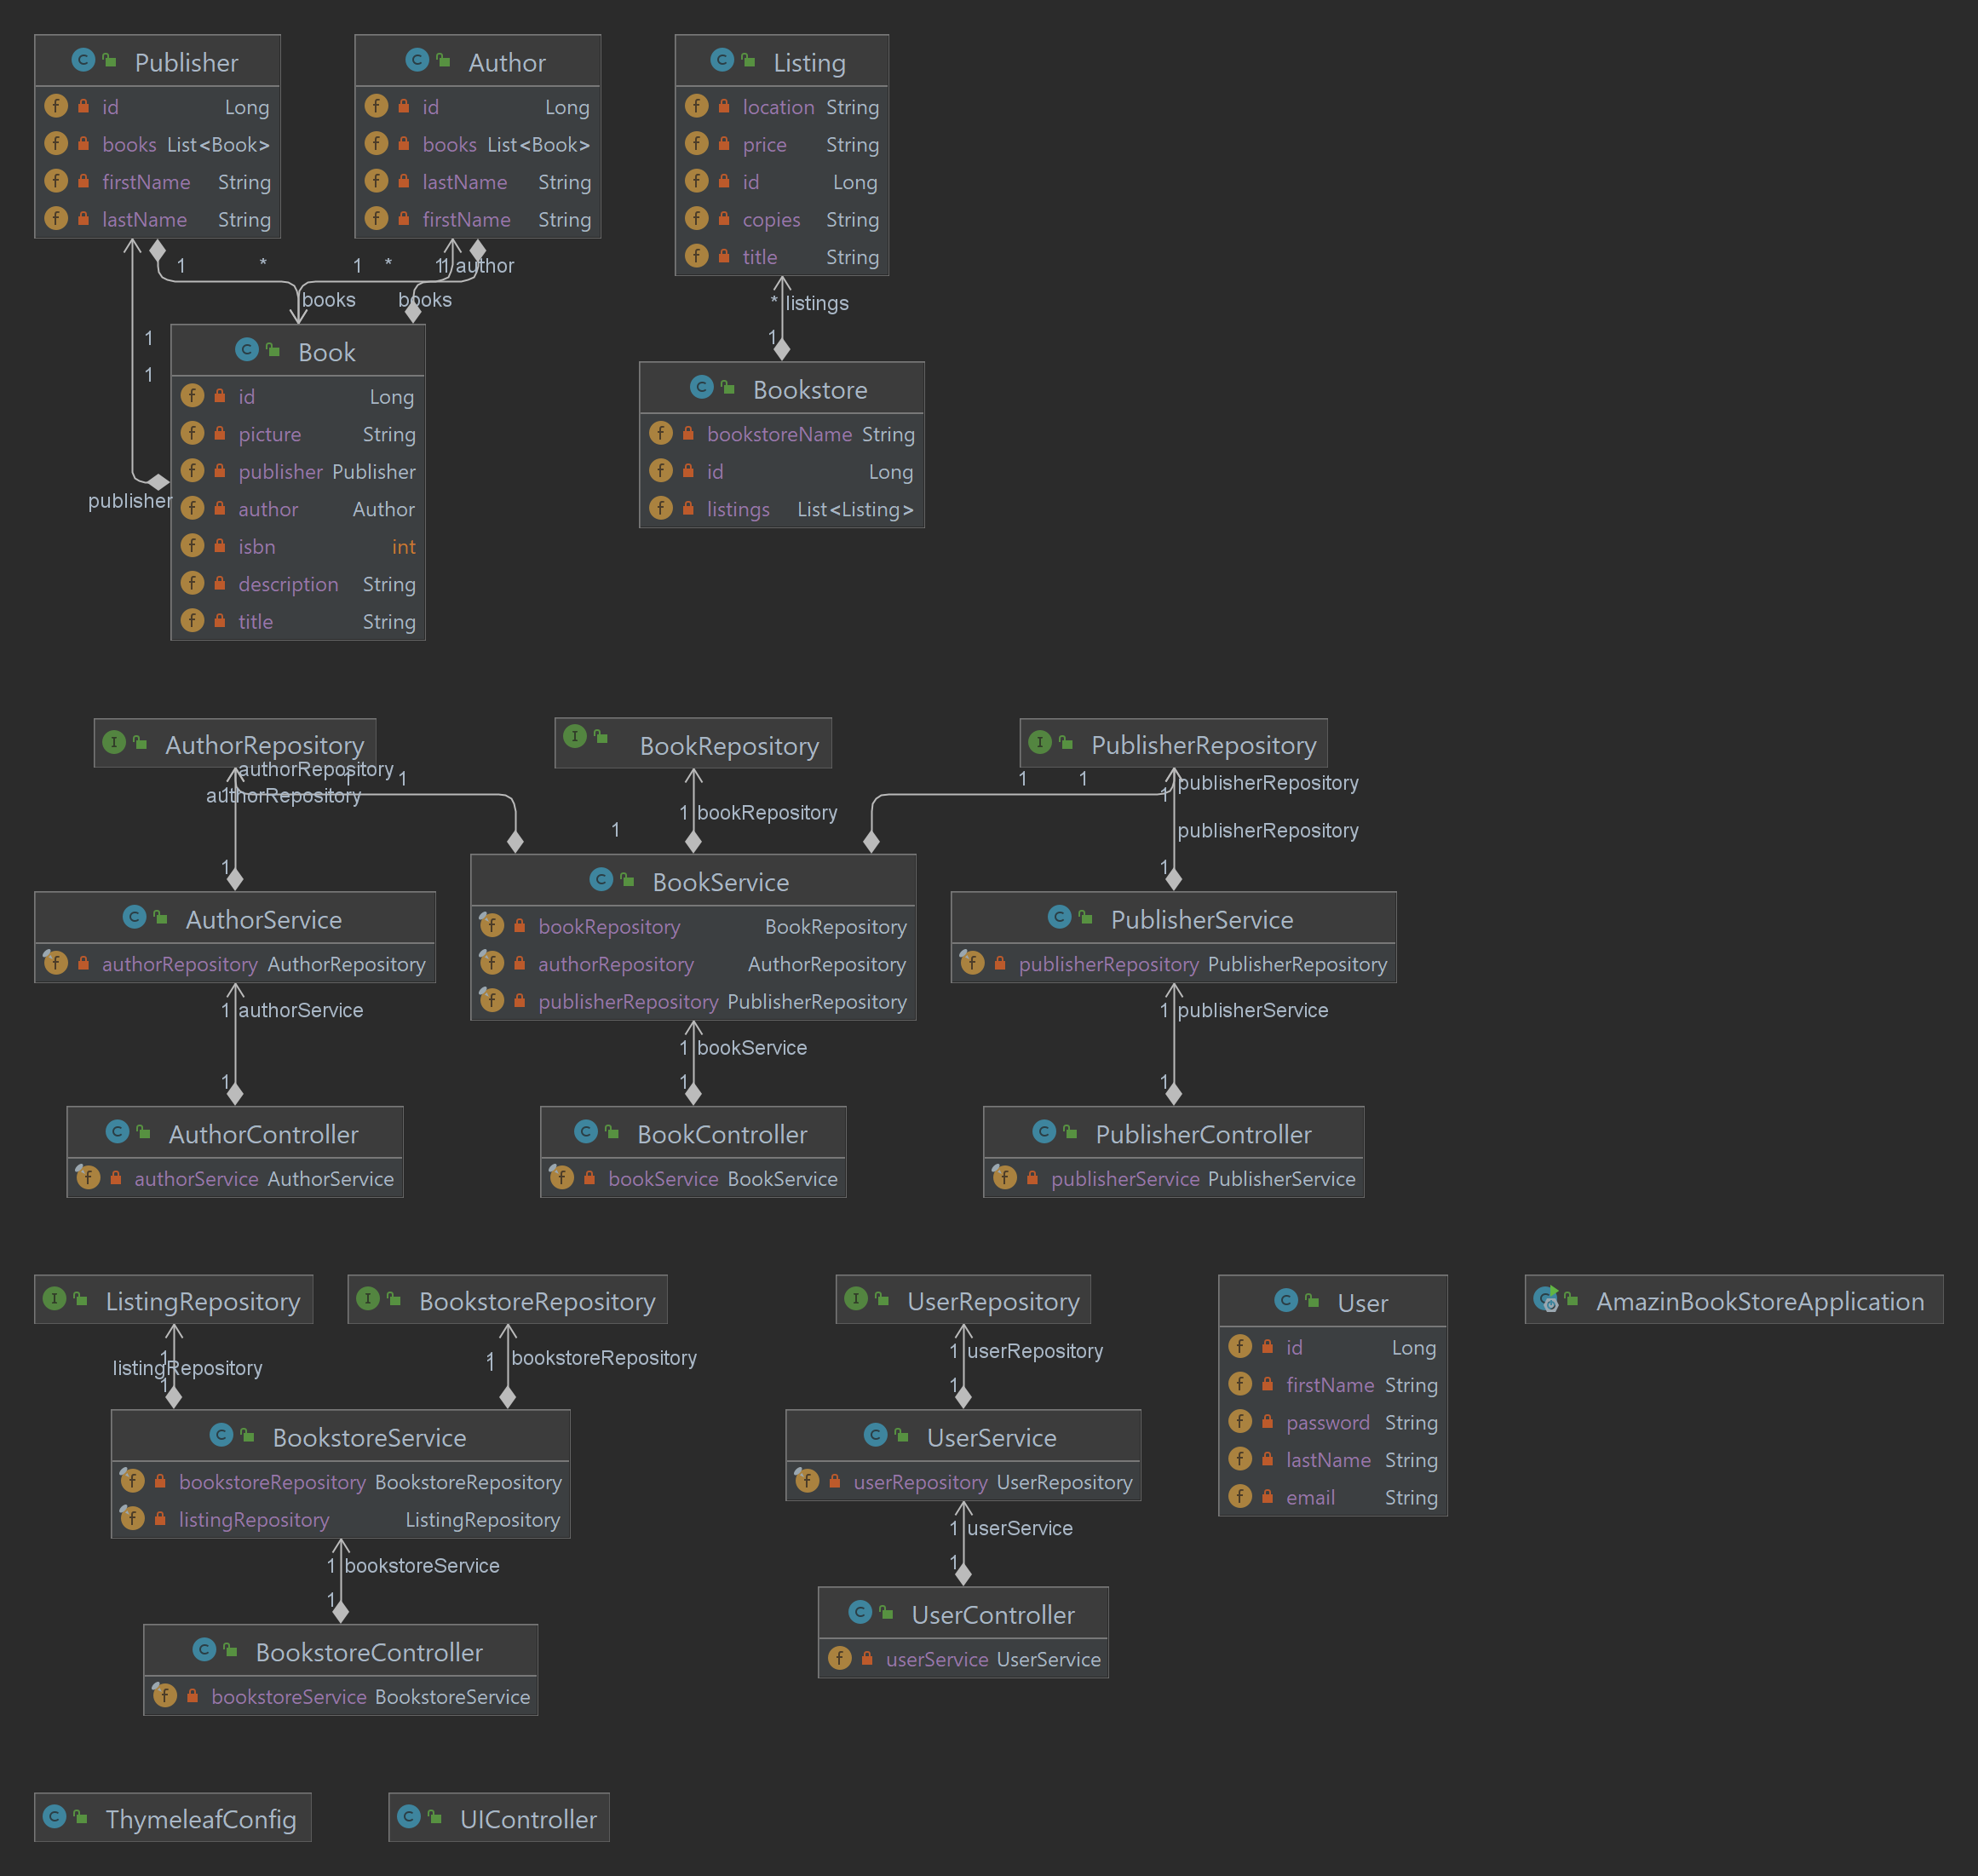 Publisher
id Long
books List<Book>
firstName String
lastName String
Author
id Long
books List<Book>
lastName String
firstName String
Listing
location String
price String
id Long
copies String
title String
1 * 1 * 1 1 author
books books
* listings
1
1
1
publisher
Book
id Long
picture String
publisher Publisher
author Author
isbn int
description String
title String
Bookstore
bookstoreName String
id Long
listings List<Listing>
AuthorRepository
BookRepository
PublisherRepository
authorRepository
1 1
1 authorRepository
1 1
1 publisherRepository
1 bookRepository
1
publisherRepository
1
1
AuthorService
authorRepository AuthorRepository
BookService
bookRepository BookRepository
authorRepository AuthorRepository
publisherRepository PublisherRepository
PublisherService
publisherRepository PublisherRepository
1 authorService
1
1 bookService
1
1 publisherService
1
AuthorController
authorService AuthorService
BookController
bookService BookService
PublisherController
publisherService PublisherService
ListingRepository
BookstoreRepository
UserRepository
User
id Long
firstName String
password String
lastName String
email String
AmazinBookStoreApplication
1
listingRepository
1
1 bookstoreRepository
1 userRepository
1
BookstoreService
bookstoreRepository BookstoreRepository
listingRepository ListingRepository
UserService
userRepository UserRepository
1 bookstoreService
1
1 userService
1
BookstoreController
bookstoreService BookstoreService
UserController
userService UserService
ThymeleafConfig
UIController